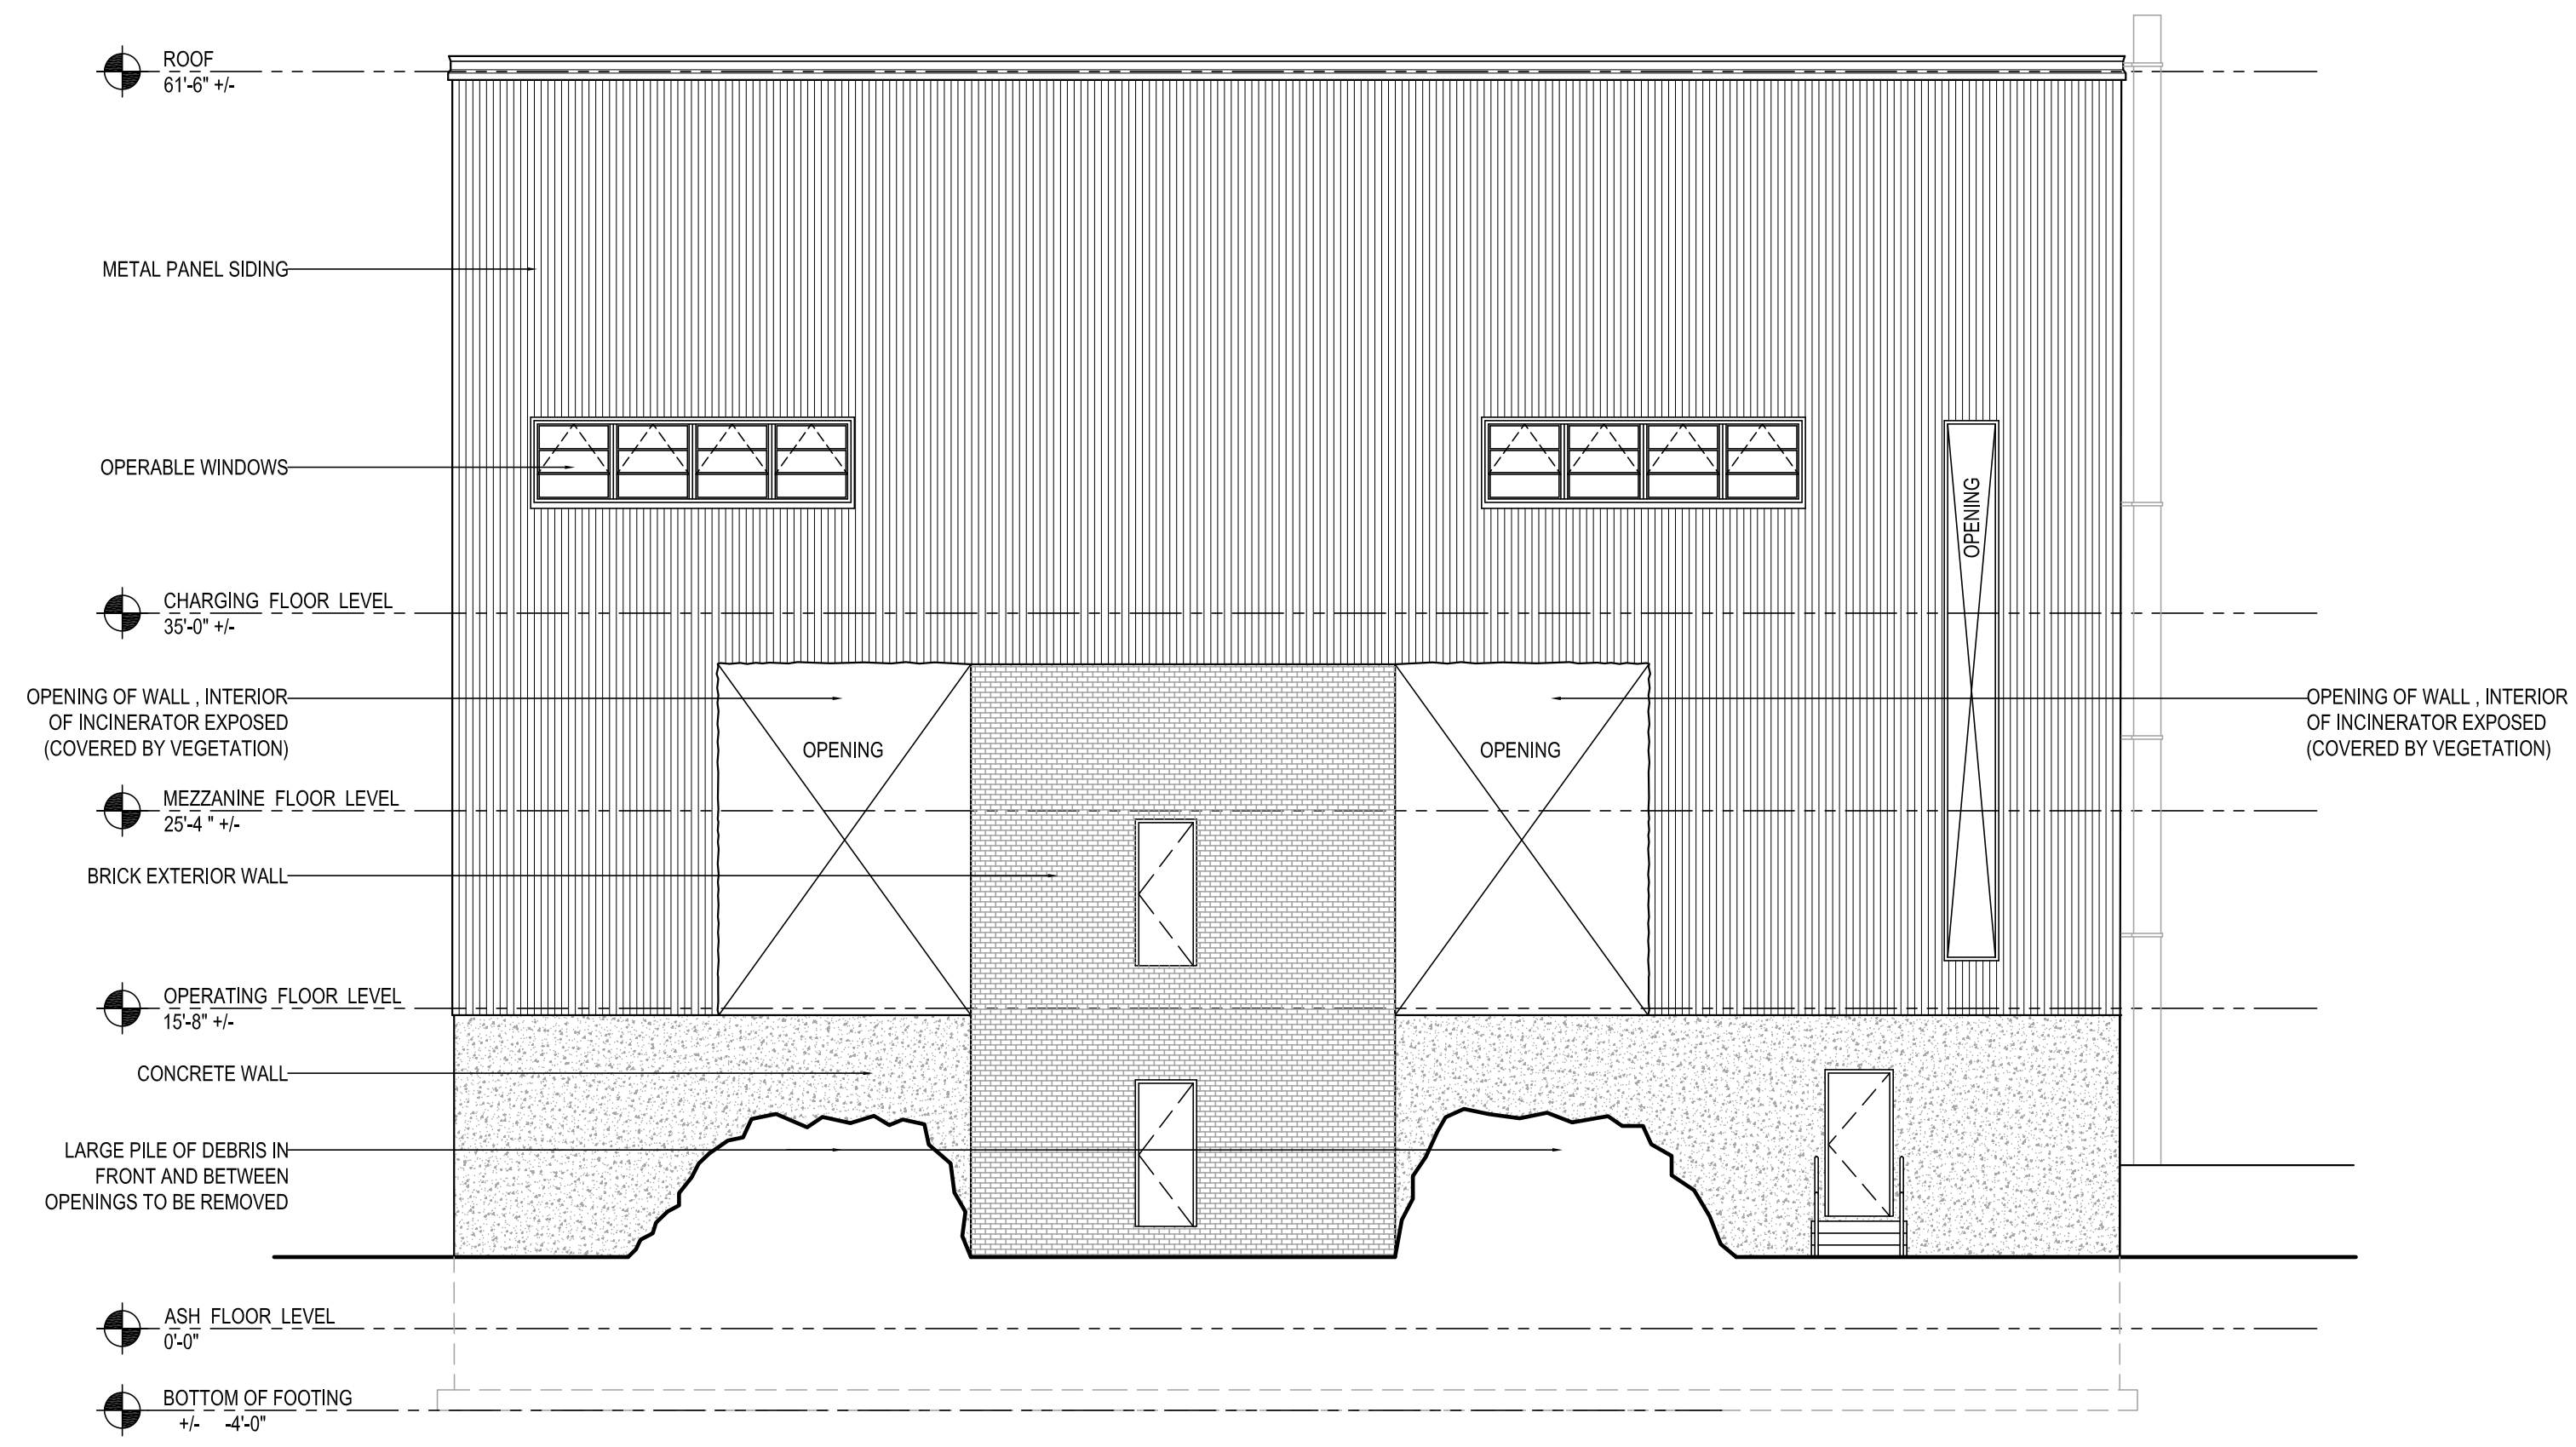 ROOF
61'-6" +/-
METAL PANEL SIDING
OPERABLE WINDOWS
OPENING
CHARGING FLOOR LEVEL
35'-0" +/-
OPENING OF WALL , INTERIOR
OF INCINERATOR EXPOSED
(COVERED BY VEGETATION)
OPENING
OPENING
OPENING OF WALL , INTERIOR
OF INCINERATOR EXPOSED
(COVERED BY VEGETATION)
MEZZANINE FLOOR LEVEL
25'-4 " +/-
BRICK EXTERIOR WALL
OPERATING FLOOR LEVEL
15'-8" +/-
CONCRETE WALL
LARGE PILE OF DEBRIS IN
FRONT AND BETWEEN
OPENINGS TO BE REMOVED
ASH FLOOR LEVEL
0'-0"
BOTTOM OF FOOTING
+/- -4'-0"